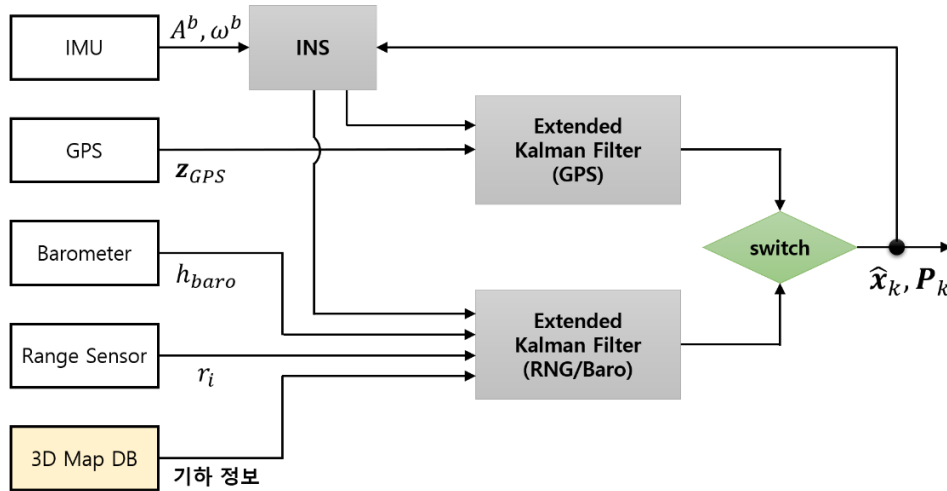 IMU
A^b, ω^b
INS
GPS
z_GPS
Extended
Kalman Filter
(GPS)
Barometer
h_baro
switch
x̂_k, P_k
Range Sensor
r_i
Extended
Kalman Filter
(RNG/Baro)
3D Map DB
기하 정보